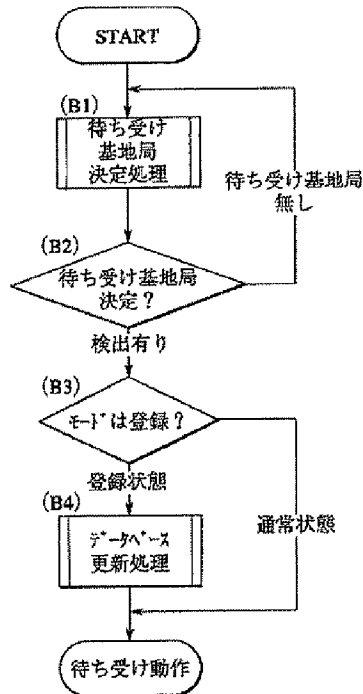 START
(B1)
待ち受け
基地局
決定処理
待ち受け基地局
無し
(B2)
待ち受け基地局
決定？
検出有り
(B3)
ﾓｰﾄﾞは登録？
登録状態
(B4)
ﾃﾞｰﾀﾍﾞｰｽ
更新処理
通常状態
待ち受け動作